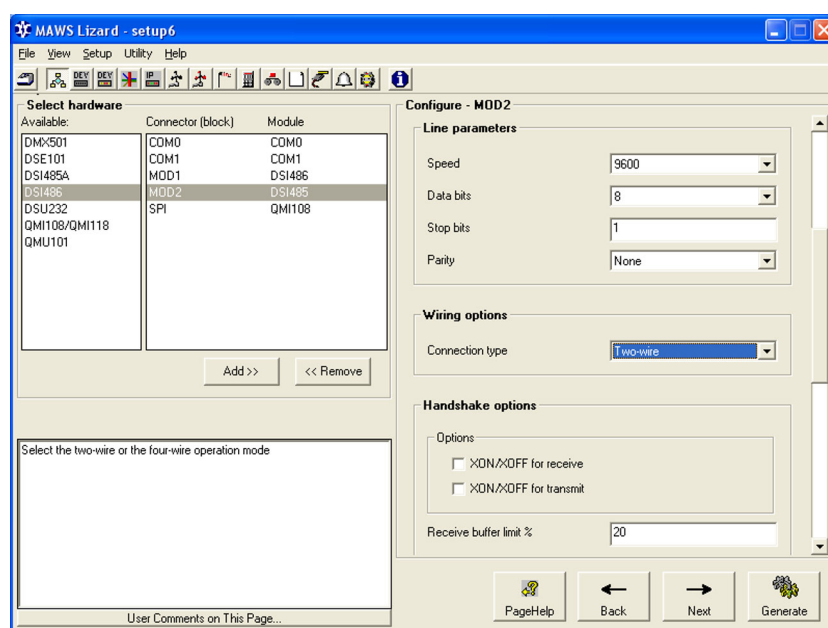 MAWS Lizard - setup6
File View Setup Utility Help
DEV DEV IP
Select hardware
Available: Connector (block) Module
DMX501 COM0 COM0
DSE101 COM1 COM1
DSI485A MOD1 DSI486
DSI486 MOD2 DSI485
DSU232 SPI QMI108
QMI108/QMI118
QMU101
Add >> << Remove
Select the two-wire or the four-wire operation mode
User Comments on This Page...
Configure - MOD2
Line parameters
Speed 9600
Data bits 8
Stop bits 1
Parity None
Wiring options
Connection type Two-wire
Handshake options
Options
XON/XOFF for receive
XON/XOFF for transmit
Receive buffer limit % 20
PageHelp Back Next Generate